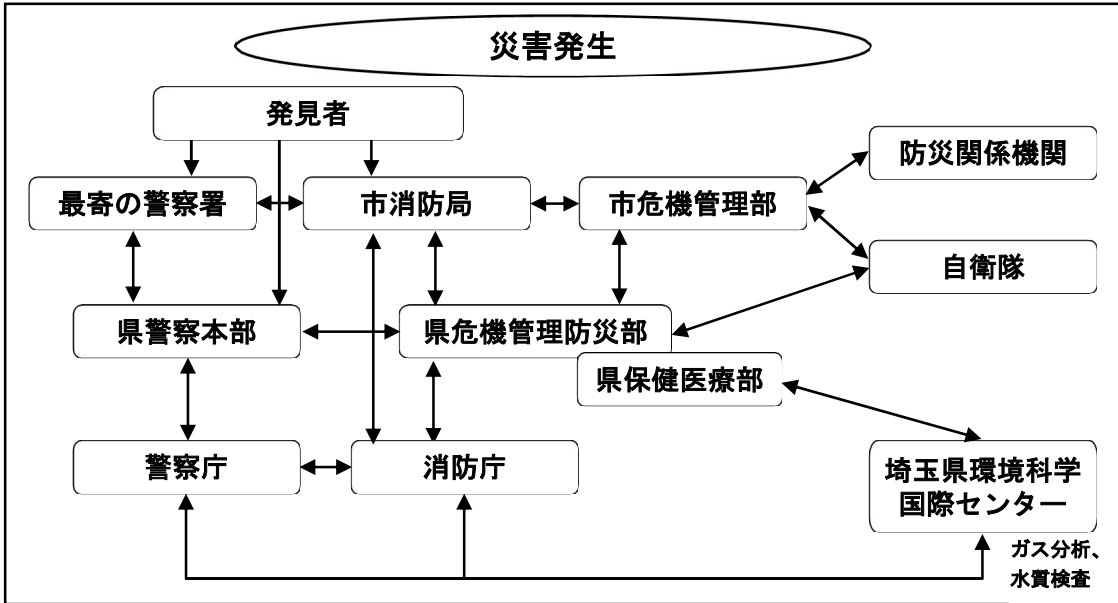 災害発生
発見者
防災関係機関
最寄の警察署
市消防局
市危機管理部
自衛隊
県警察本部
県危機管理防災部
県保健医療部
警察庁
消防庁
埼玉県環境科学
国際センター
ガス分析、
水質検査